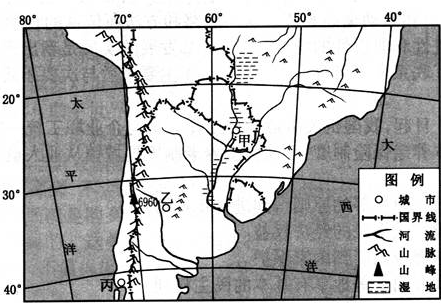 80° 70° 60° 50° 40°
20°
30°
40°
太
平
洋
大
西
洋
甲
乙
丙
6960
图 例
城 市
国界线
河 流
山 脉
山 峰
湿 地